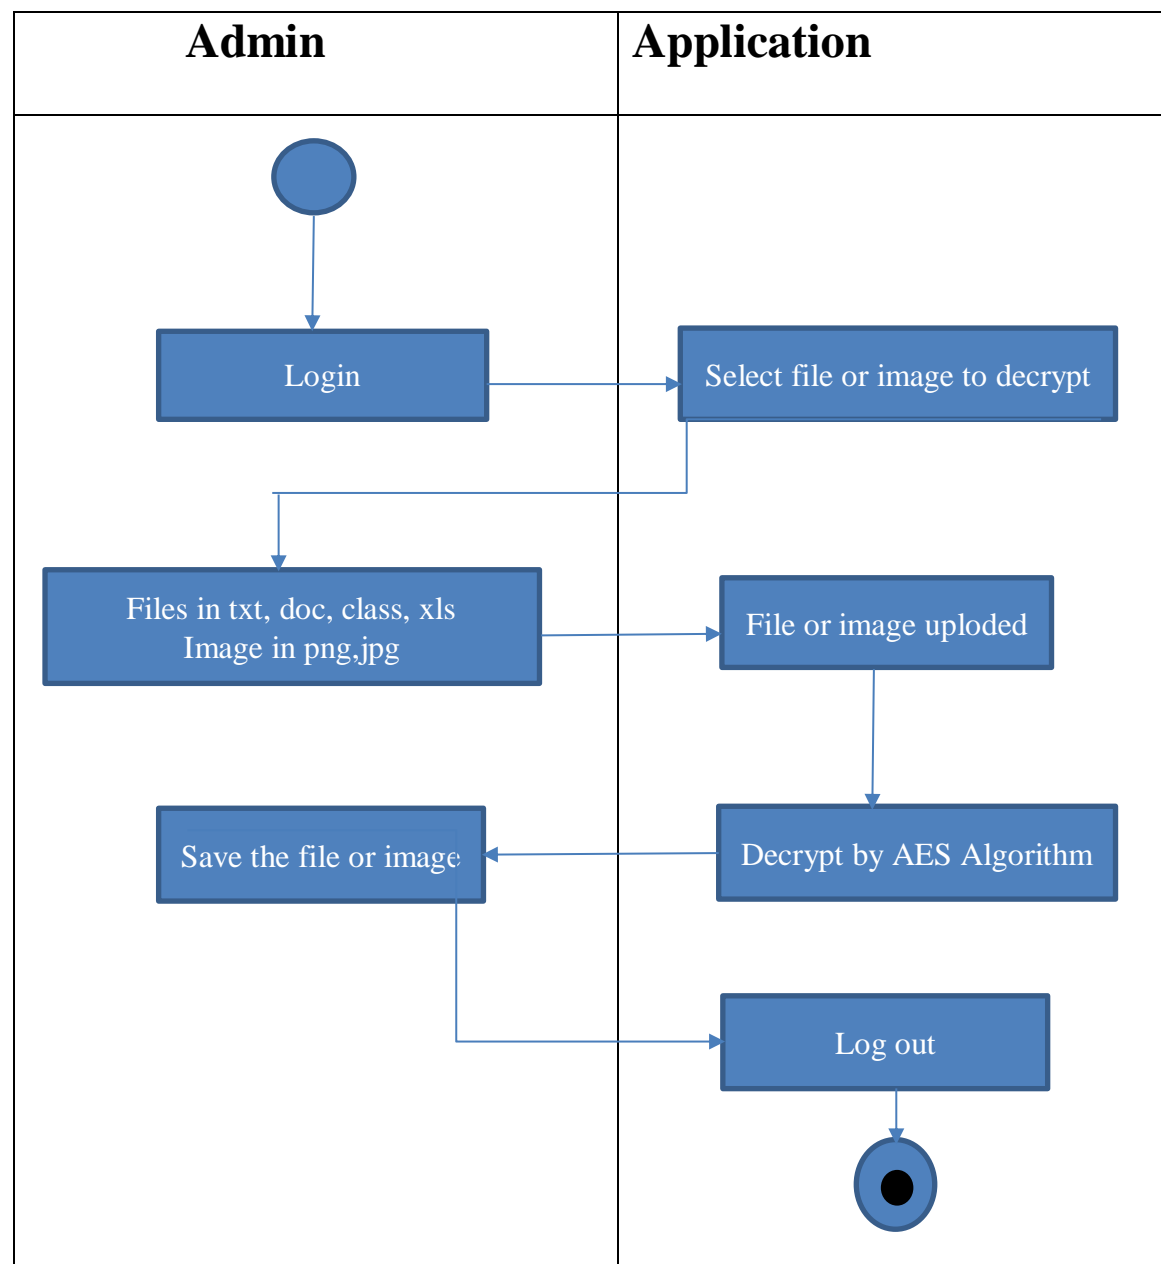 Admin
Application
Login
Select file or image to decrypt
Files in txt, doc, class, xls
Image in png,jpg
File or image uploded
Save the file or image
Decrypt by AES Algorithm
Log out